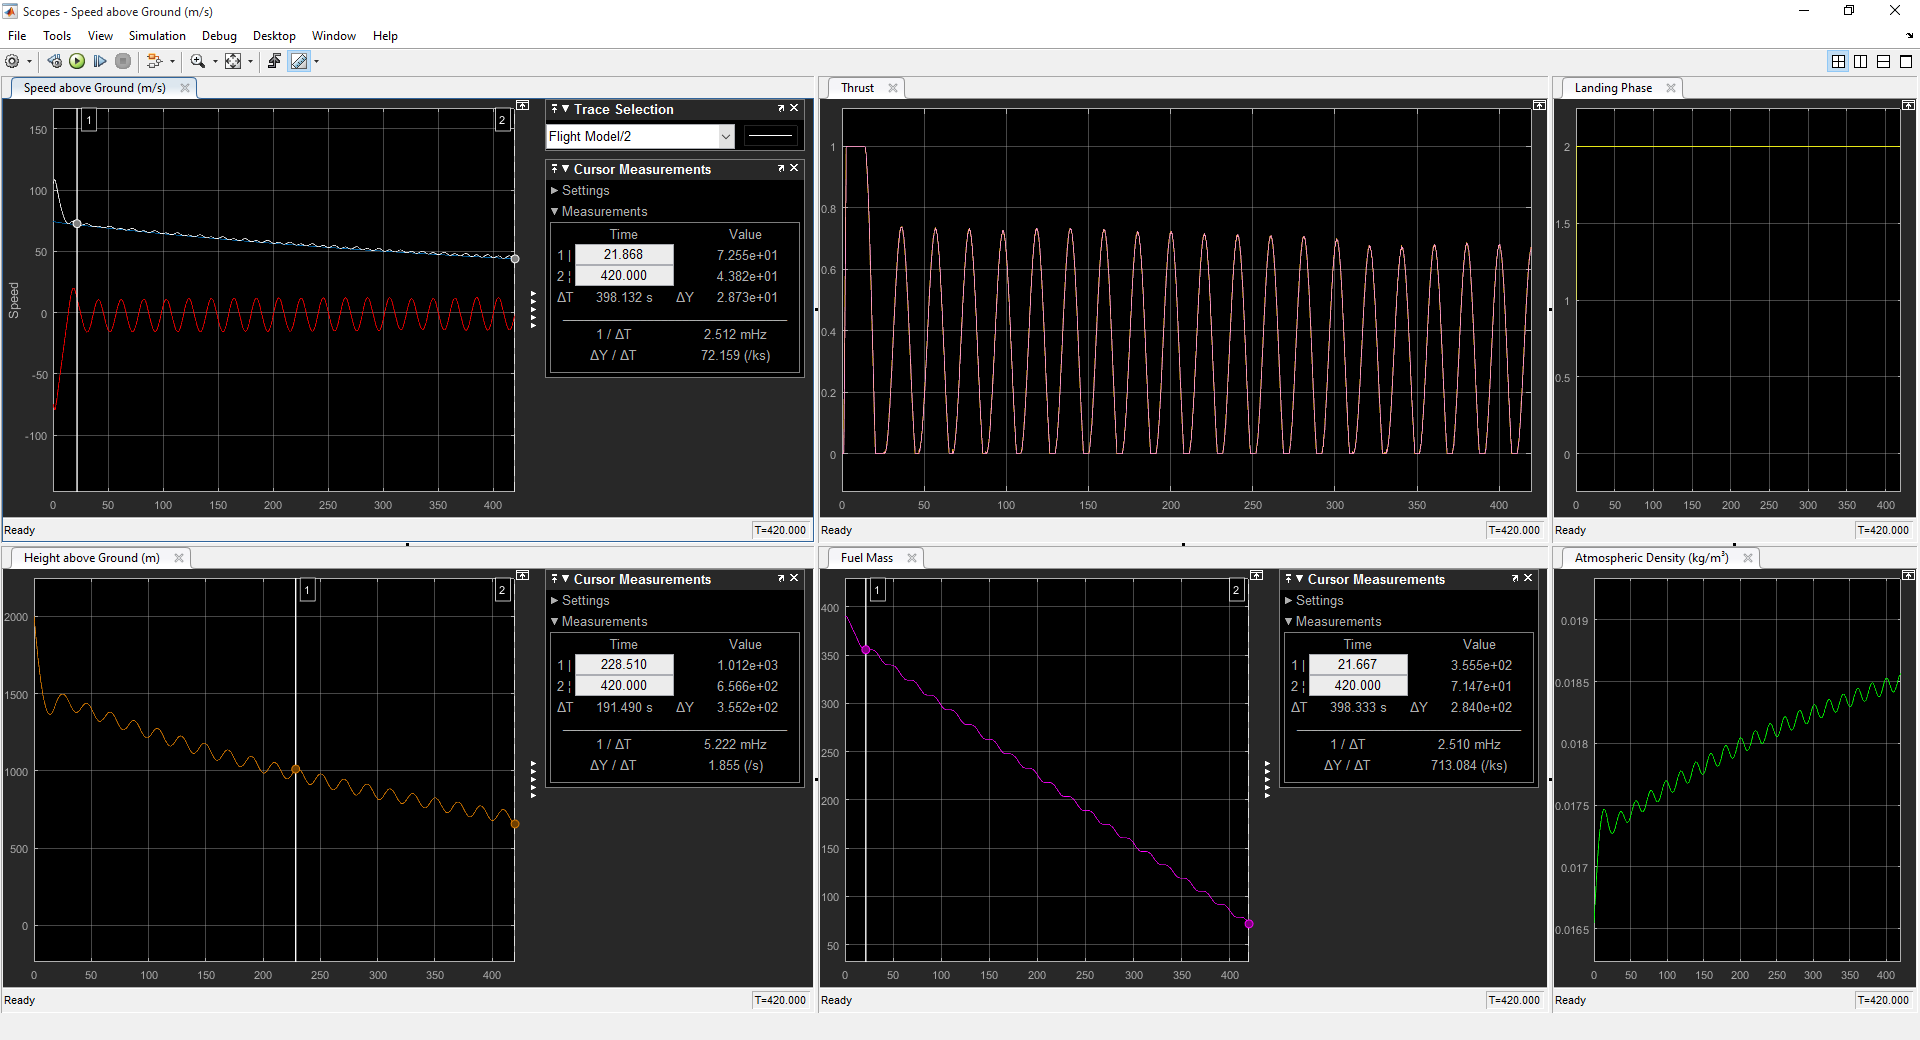 Scopes - Speed above Ground (m/s)
File Tools View Simulation Debug Desktop Window Help
Speed above Ground (m/s)
150
100
50
0
-50
-100
Speed
0 50 100 150 200 250 300 350 400
1
2
Trace Selection
Flight Model/2
Cursor Measurements
Settings
Measurements
Time Value
1 | 21.868 7.255e+01
2 ¦ 420.000 4.382e+01
ΔT 398.132 s ΔY 2.873e+01
1 / ΔT 2.512 mHz
ΔY / ΔT 72.159 (/ks)
Ready T=420.000
Thrust
1
0.8
0.6
0.4
0.2
0
0 50 100 150 200 250 300 350 400
Ready T=420.000
Landing Phase
2
1.5
1
0.5
0
0 50 100 150 200 250 300 350 400
Ready T=420.000
Height above Ground (m)
2000
1500
1000
500
0
0 50 100 150 200 250 300 350 400
1
2
Cursor Measurements
Settings
Measurements
Time Value
1 | 228.510 1.012e+03
2 ¦ 420.000 6.566e+02
ΔT 191.490 s ΔY 3.552e+02
1 / ΔT 5.222 mHz
ΔY / ΔT 1.855 (/s)
Ready T=420.000
Fuel Mass
400
350
300
250
200
150
100
50
0 50 100 150 200 250 300 350 400
1
2
Cursor Measurements
Settings
Measurements
Time Value
1 | 21.667 3.555e+02
2 ¦ 420.000 7.147e+01
ΔT 398.333 s ΔY 2.840e+02
1 / ΔT 2.510 mHz
ΔY / ΔT 713.084 (/ks)
Ready T=420.000
Atmospheric Density (kg/m³)
0.019
0.0185
0.018
0.0175
0.017
0.0165
0 50 100 150 200 250 300 350 400
Ready T=420.000